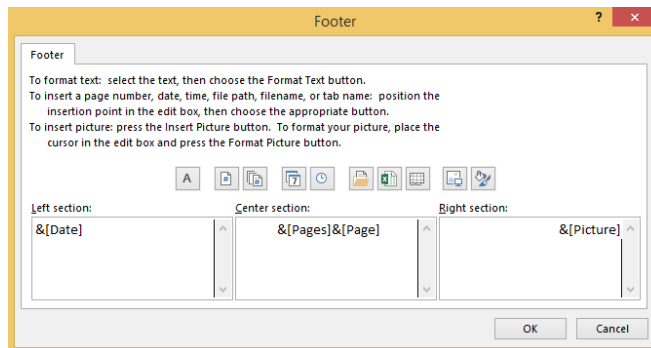 Footer
Footer
To format text: select the text, then choose the Format Text button.
To insert a page number, date, time, file path, filename, or tab name: position the
insertion point in the edit box, then choose the appropriate button.
To insert picture: press the Insert Picture button. To format your picture, place the
cursor in the edit box and press the Format Picture button.
A
7
Left section:
Center section:
Right section:
&[Date]
&[Pages]&[Page]
&[Picture]
OK
Cancel